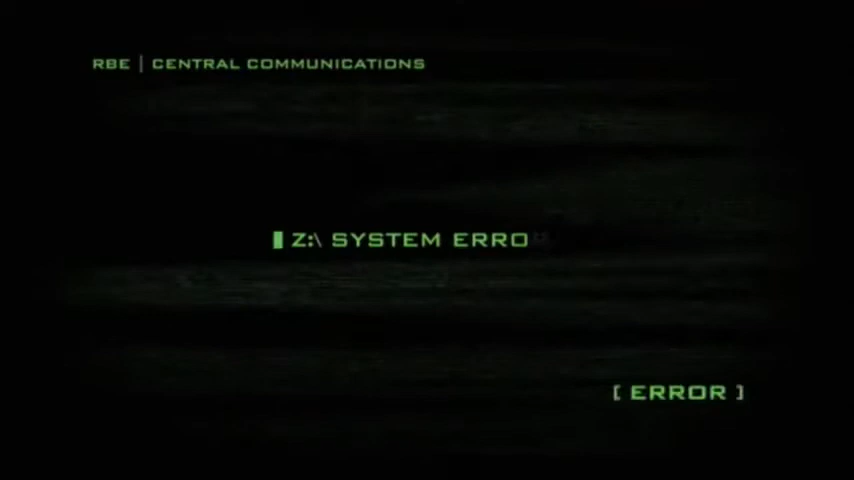 RBE | CENTRAL COMMUNICATIONS
Z:\ SYSTEM ERRO
[ ERROR ]